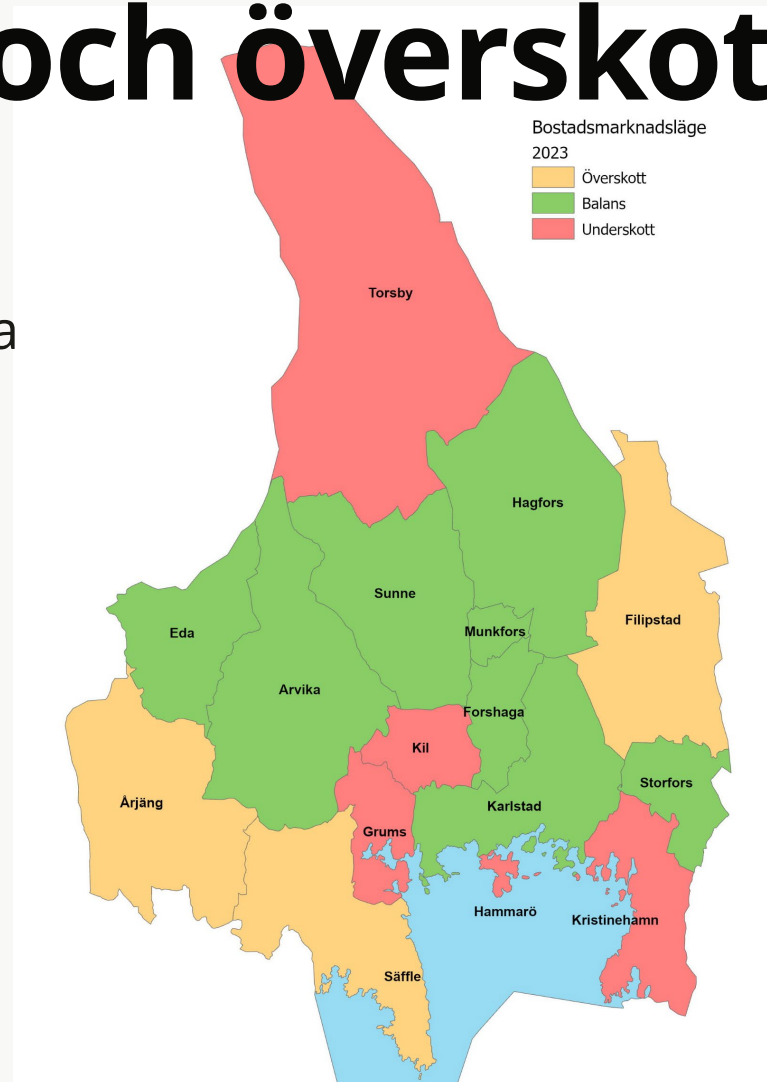 och överskot
Bostadsmarknadsläge
2023
Överskott
Balans
Underskott
a
Torsby
Hagfors
Sunne
Filipstad
Eda
Munkfors
Arvika
Forshaga
Kil
Storfors
Årjäng
Karlstad
Grums
Hammarö
Kristinehamn
Säffle